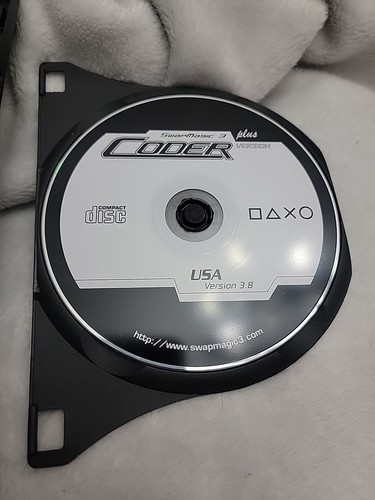 SwapMagic 3 plus
CODER VERSION
COMPACT
disc
USA
Version 3.8
http://www.swapmagic3.com